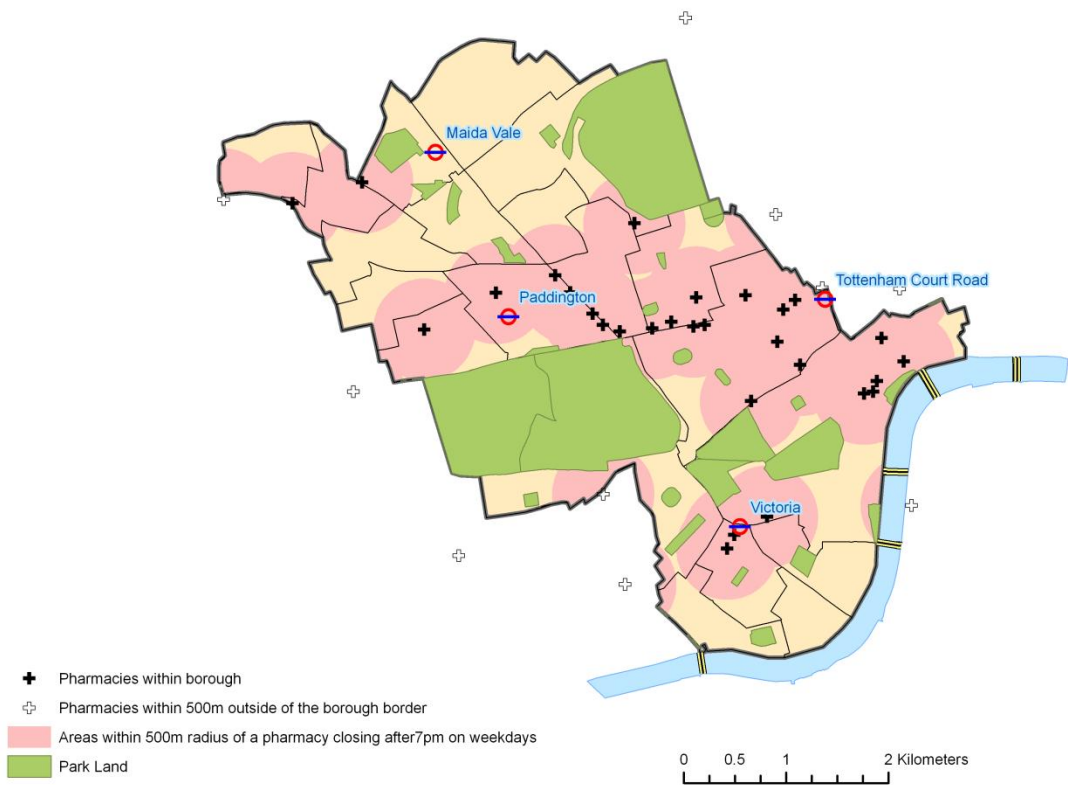 Maida Vale
Tottenham Court Road
Paddington
Victoria
Pharmacies within borough
Pharmacies within 500m outside of the borough border
Areas within 500m radius of a pharmacy closing after7pm on weekdays
Park Land
0 0.5 1 2 Kilometers